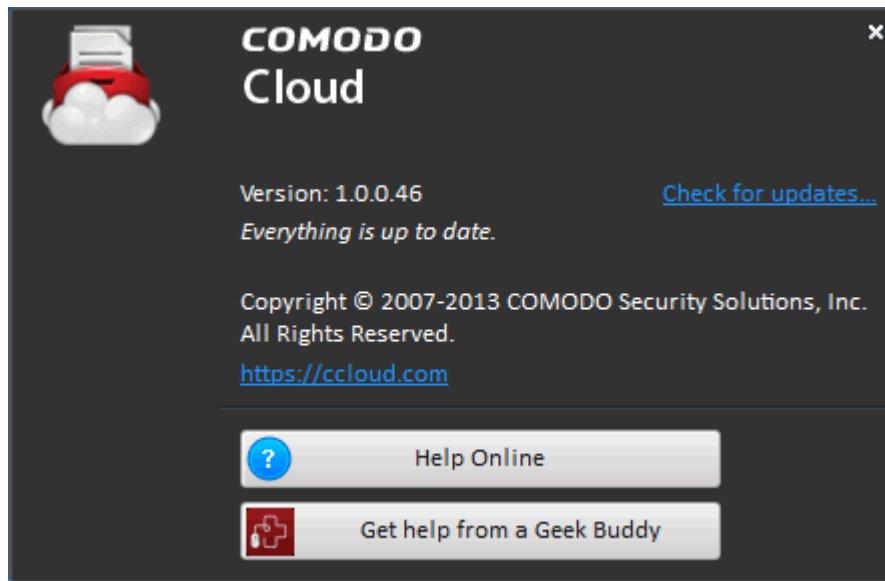 COMODO
Cloud
Version: 1.0.0.46 Check for updates...
Everything is up to date.
Copyright © 2007-2013 COMODO Security Solutions, Inc.
All Rights Reserved.
https://ccloud.com
? Help Online
Get help from a Geek Buddy